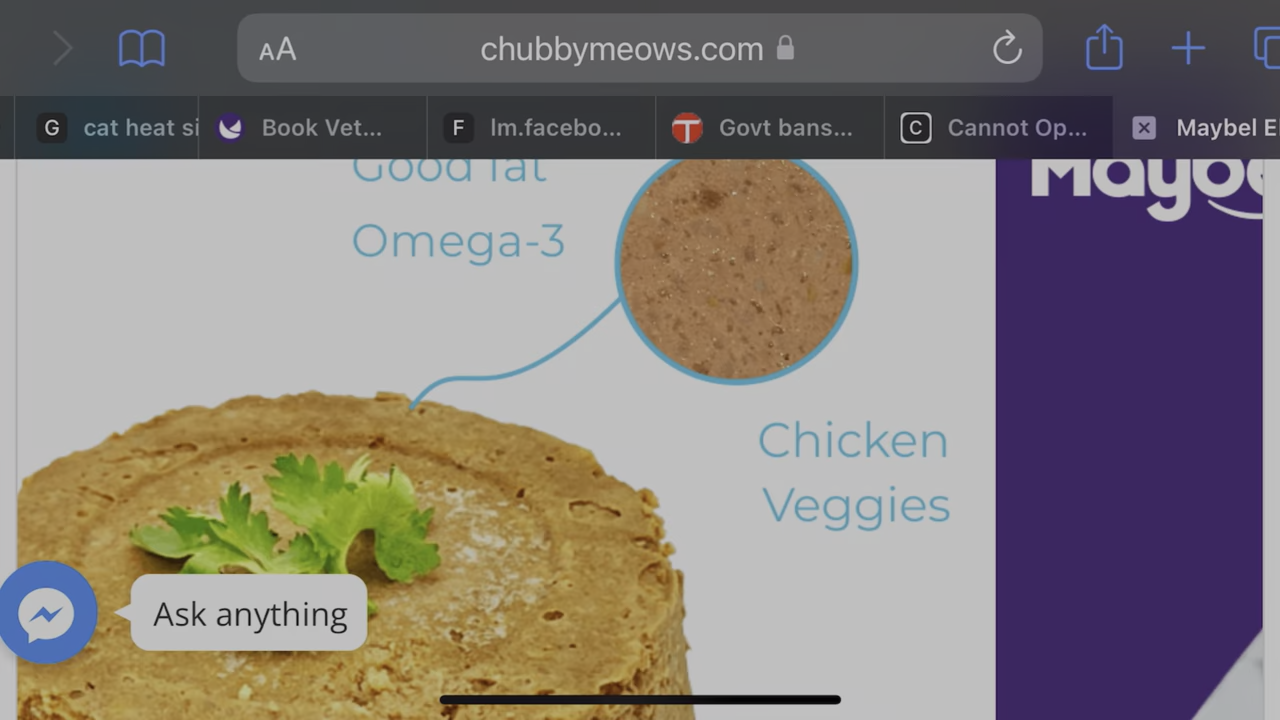 AA
chubbymeows.com
G cat heat si
Book Vet...
F lm.facebo...
T Govt bans...
C Cannot Op...
Maybel E
Good fat
Omega-3
Chicken
Veggies
Ask anything